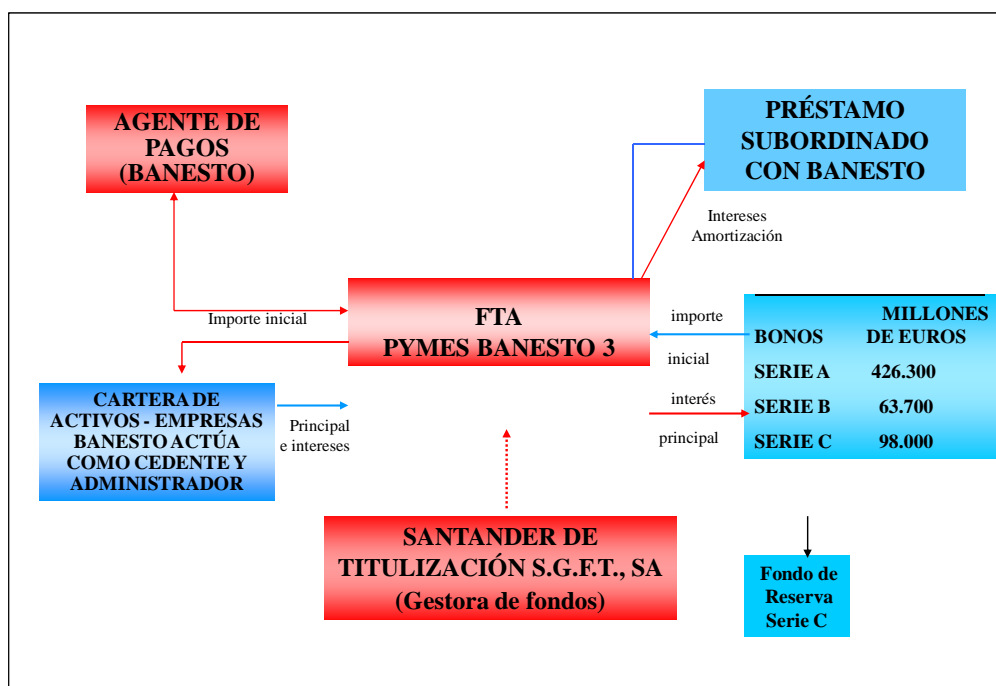 AGENTE DE
PAGOS
(BANESTO)
PRÉSTAMO
SUBORDINADO
CON BANESTO
Intereses
Amortización
Importe inicial
FTA
PYMES BANESTO 3
importe
inicial
interés
principal
MILLONES
BONOS DE EUROS
SERIE A 426.300
SERIE B 63.700
SERIE C 98.000
CARTERA DE
ACTIVOS - EMPRESAS
BANESTO ACTÚA
COMO CEDENTE Y
ADMINISTRADOR
Principal
e intereses
SANTANDER DE
TITULIZACIÓN S.G.F.T., SA
(Gestora de fondos)
Fondo de
Reserva
Serie C